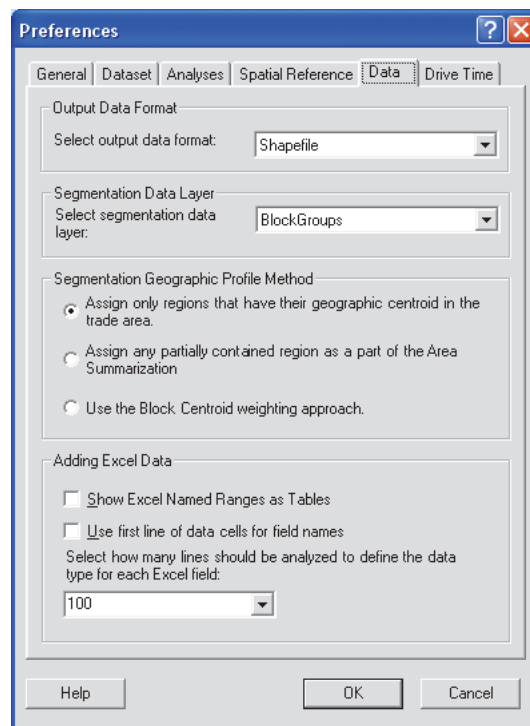 Preferences
?
General
Dataset
Analyses
Spatial Reference
Data
Drive Time
Output Data Format
Select output data format:
Shapefile
Segmentation Data Layer
Select segmentation data
layer:
BlockGroups
Segmentation Geographic Profile Method
Assign only regions that have their geographic centroid in the
trade area.
Assign any partially contained region as a part of the Area
Summarization
Use the Block Centroid weighting approach.
Adding Excel Data
Show Excel Named Ranges as Tables
Use first line of data cells for field names
Select how many lines should be analyzed to define the data
type for each Excel field:
100
Help
OK
Cancel